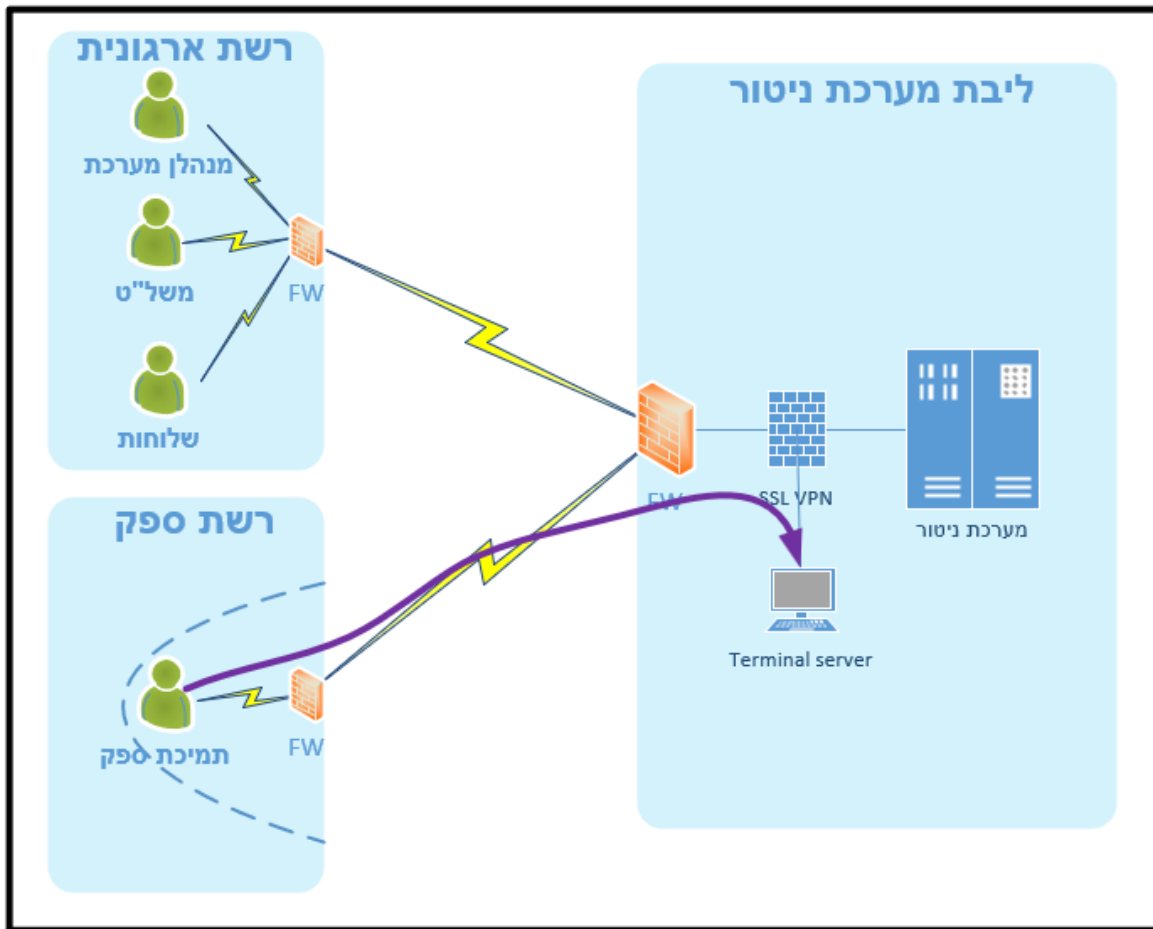 רשת ארגונית
מנהלן מערכת
משל"ט
שלוחות
FW
ליבת מערכת ניטור
FW
SSL VPN
מערכת ניטור
Terminal server
רשת ספק
תמיכת ספק
FW